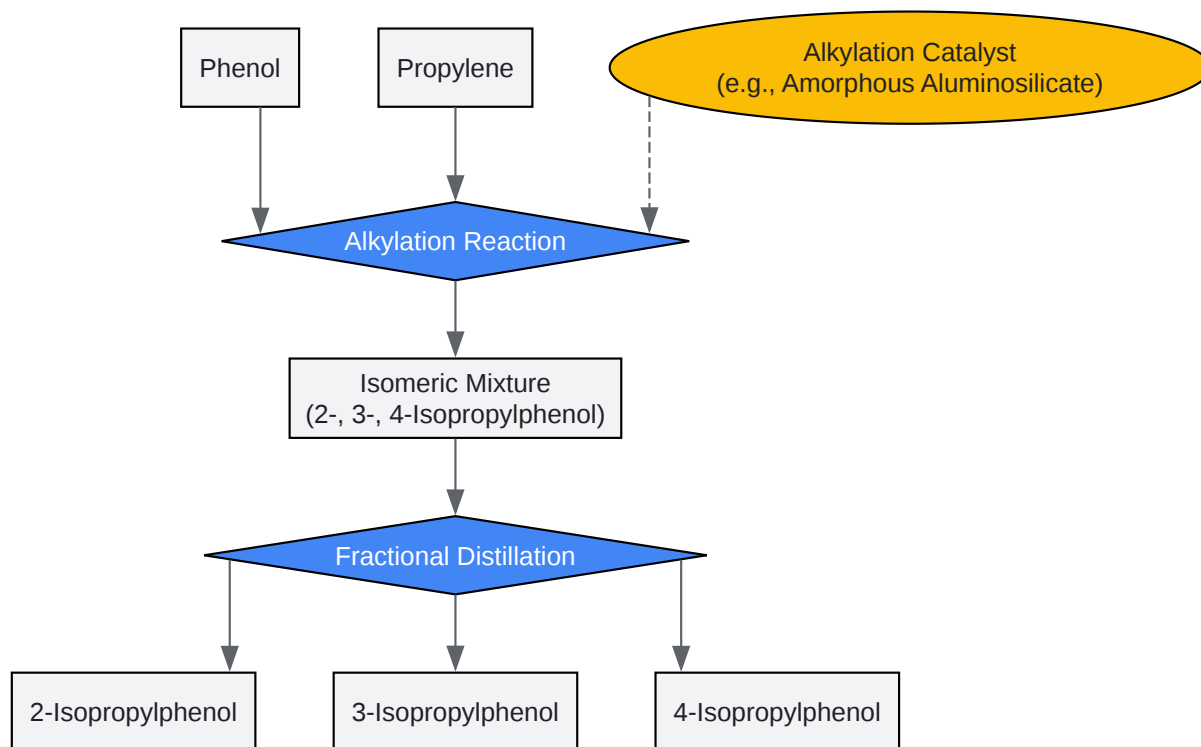 Phenol
Propylene
Alkylation Catalyst
(e.g., Amorphous Aluminosilicate)
Alkylation Reaction
Isomeric Mixture
(2-, 3-, 4-Isopropylphenol)
Fractional Distillation
2-Isopropylphenol
3-Isopropylphenol
4-Isopropylphenol